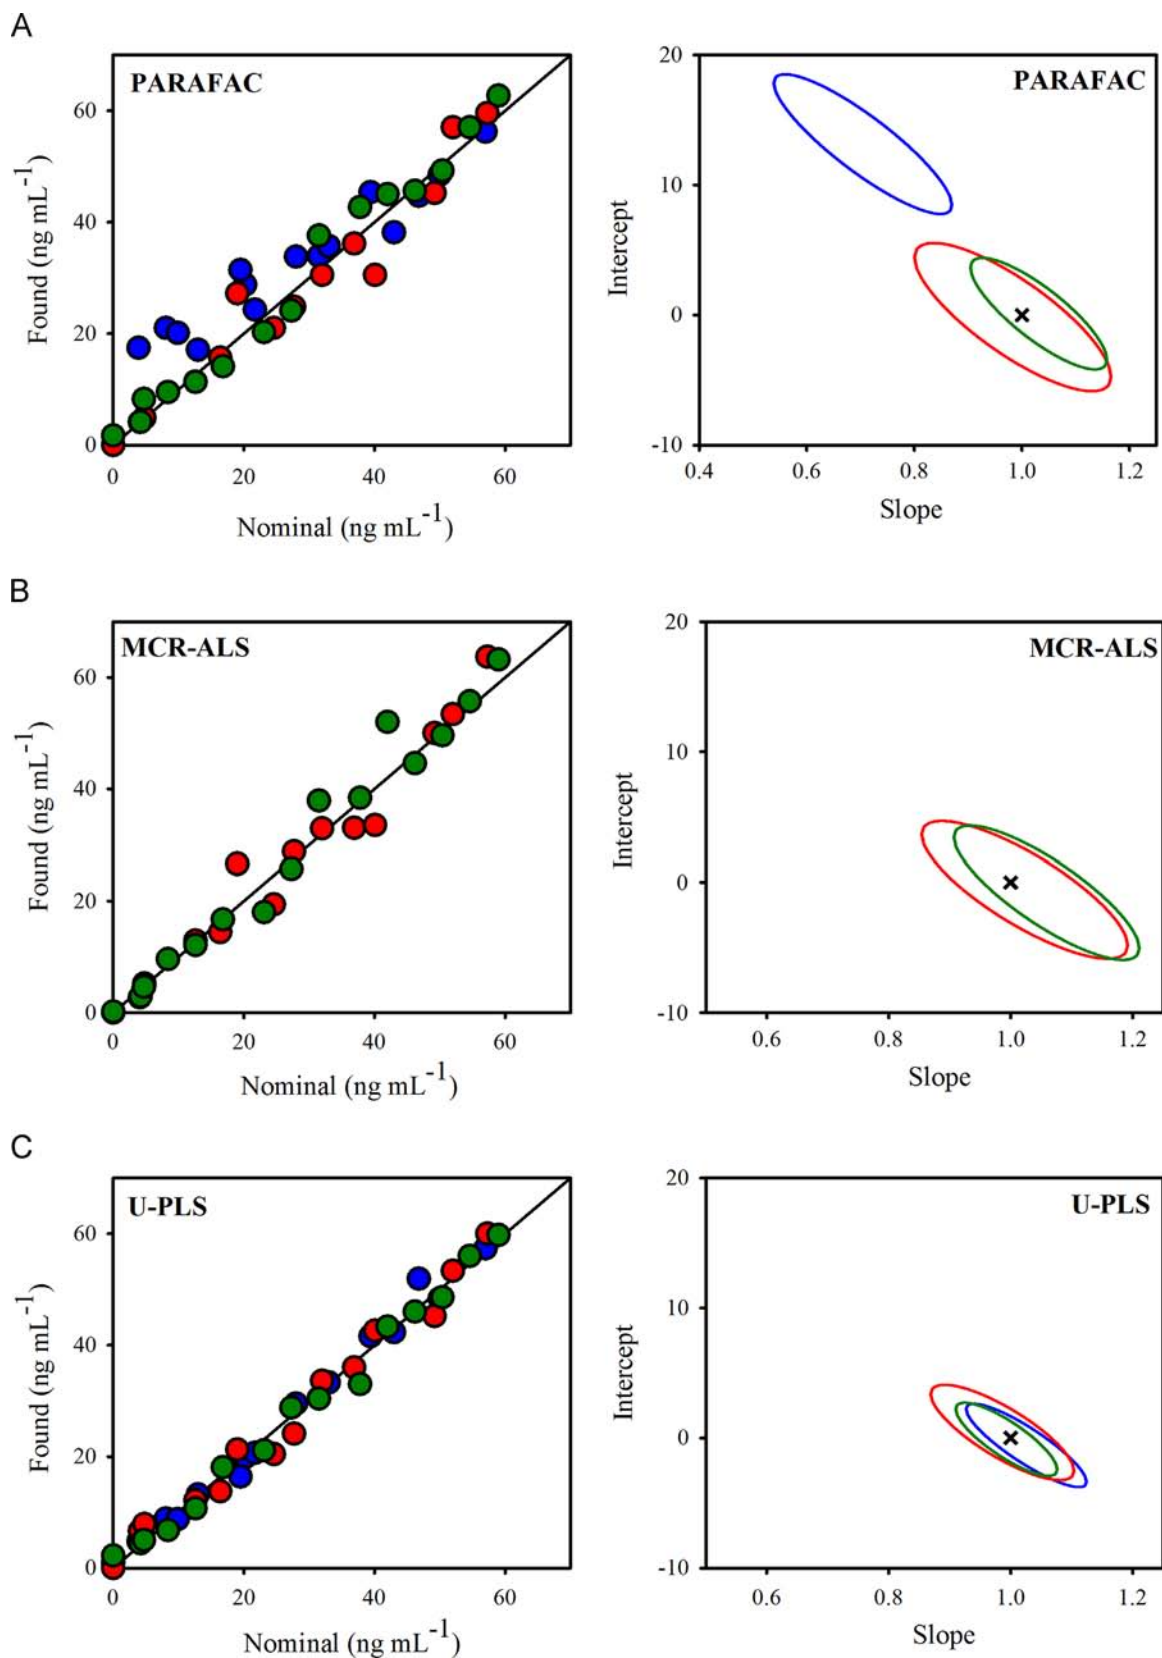 A
PARAFAC
Found (ng mL-1)
60
40
20
0
0 20 40 60
Nominal (ng mL-1)
PARAFAC
Intercept
20
10
0
-10
0.4 0.6 0.8 1.0 1.2
Slope
B
MCR-ALS
Found (ng mL-1)
60
40
20
0
0 20 40 60
Nominal (ng mL-1)
MCR-ALS
Intercept
20
10
0
-10
0.6 0.8 1.0 1.2
Slope
C
U-PLS
Found (ng mL-1)
60
40
20
0
0 20 40 60
Nominal (ng mL-1)
U-PLS
Intercept
20
10
0
-10
0.6 0.8 1.0 1.2
Slope